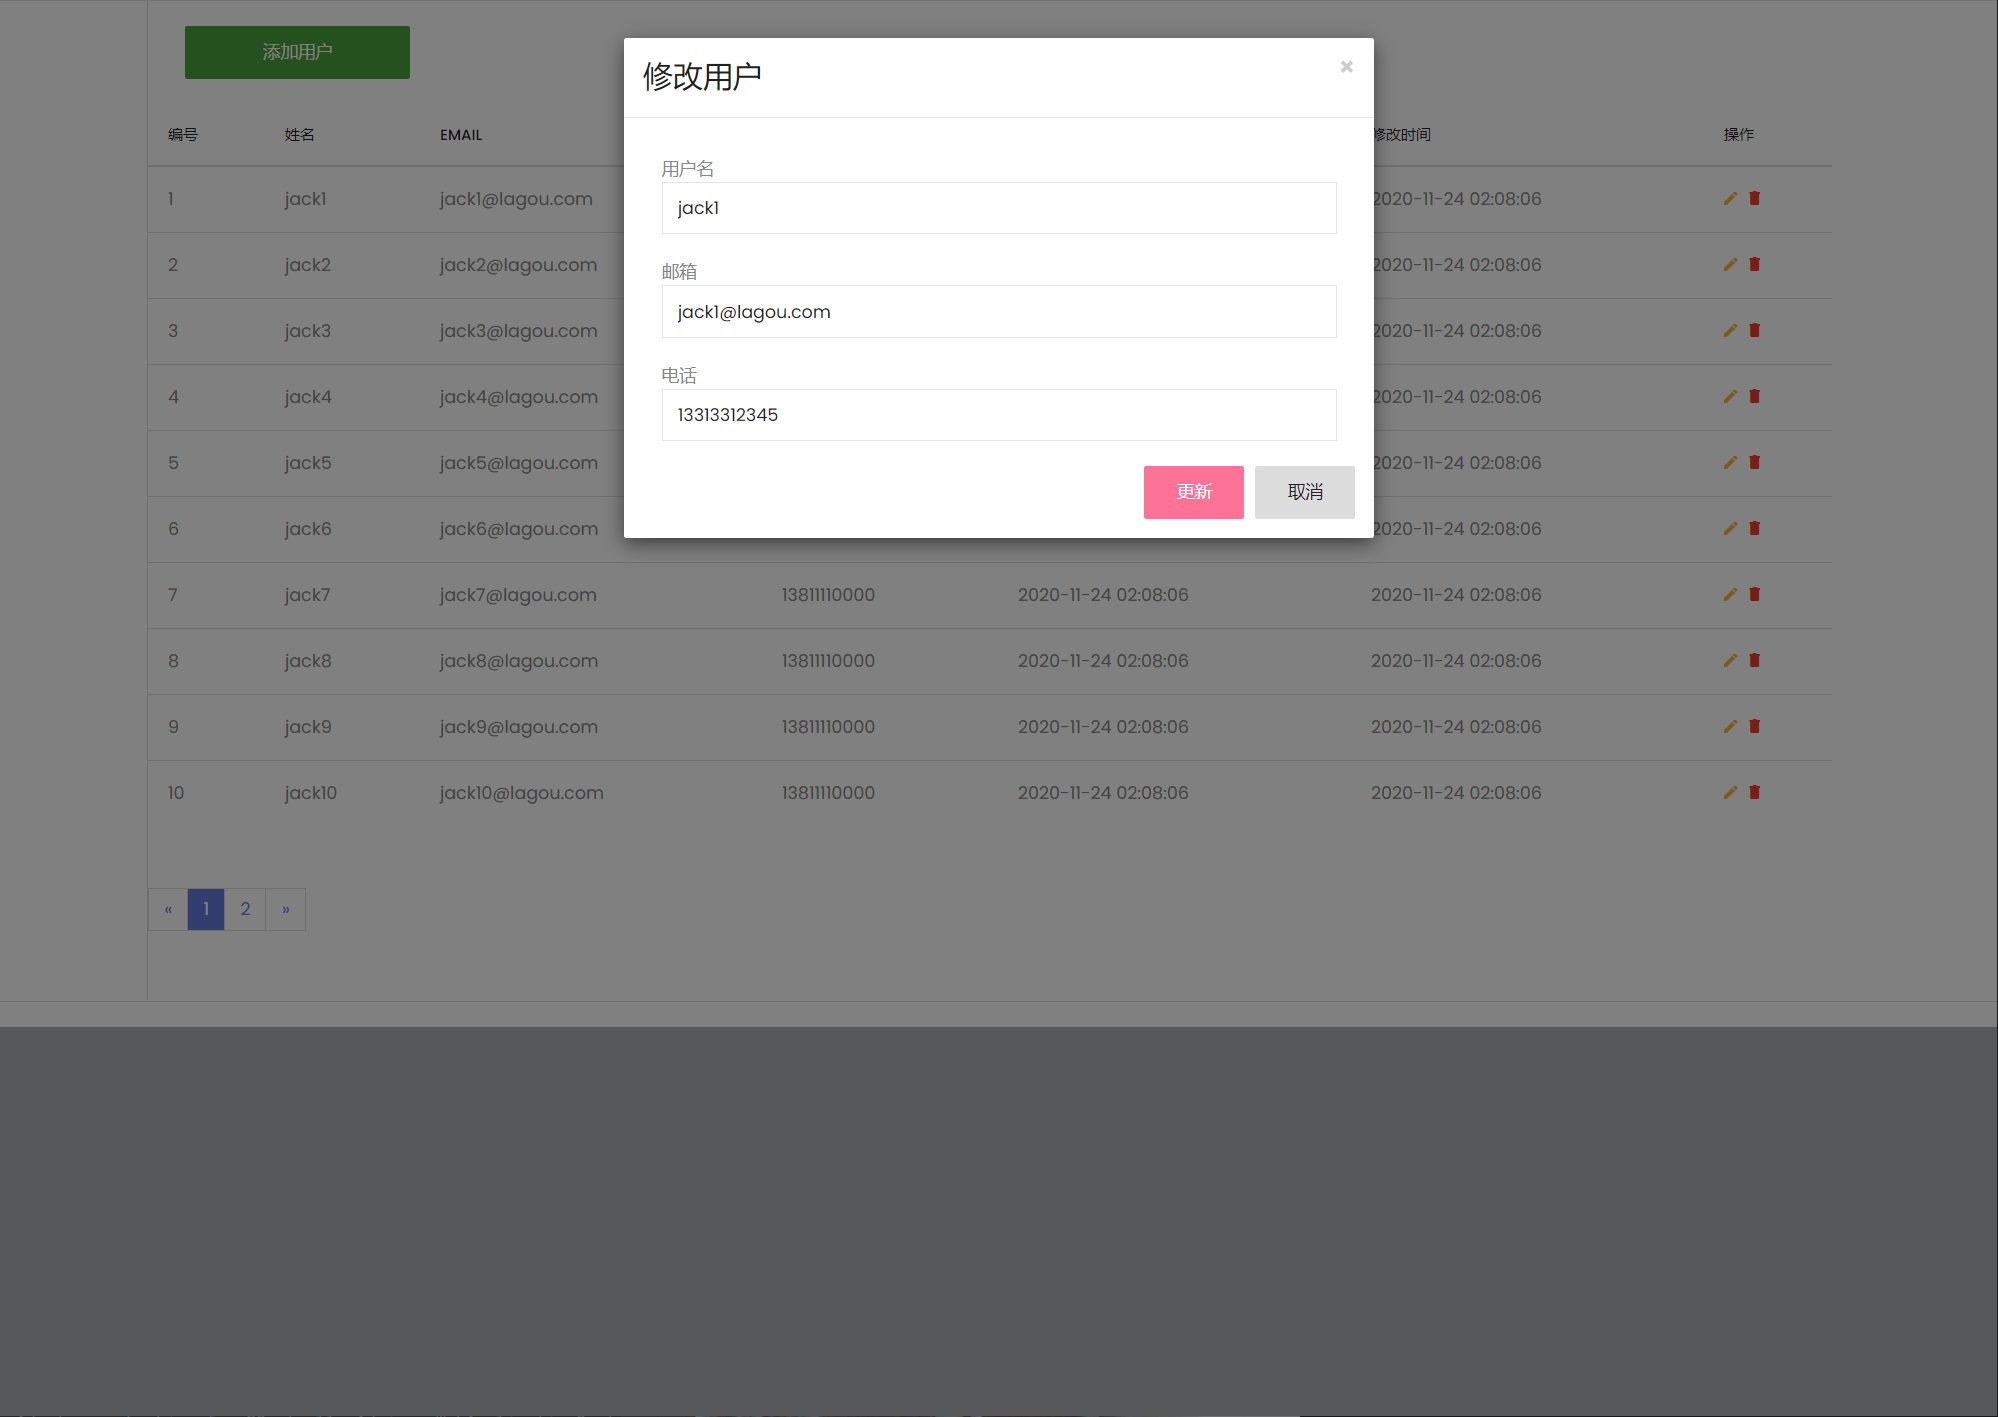 添加用户
修改用户 ×
编号 姓名 EMAIL 修改时间 操作
用户名
jack1
邮箱
jack1@lagou.com
电话
13313312345
更新 取消
1 jack1 jack1@lagou.com 2020-11-24 02:08:06
2 jack2 jack2@lagou.com 2020-11-24 02:08:06
3 jack3 jack3@lagou.com 2020-11-24 02:08:06
4 jack4 jack4@lagou.com 2020-11-24 02:08:06
5 jack5 jack5@lagou.com 2020-11-24 02:08:06
6 jack6 jack6@lagou.com 2020-11-24 02:08:06
7 jack7 jack7@lagou.com 13811110000 2020-11-24 02:08:06 2020-11-24 02:08:06
8 jack8 jack8@lagou.com 13811110000 2020-11-24 02:08:06 2020-11-24 02:08:06
9 jack9 jack9@lagou.com 13811110000 2020-11-24 02:08:06 2020-11-24 02:08:06
10 jack10 jack10@lagou.com 13811110000 2020-11-24 02:08:06 2020-11-24 02:08:06
« 1 2 »